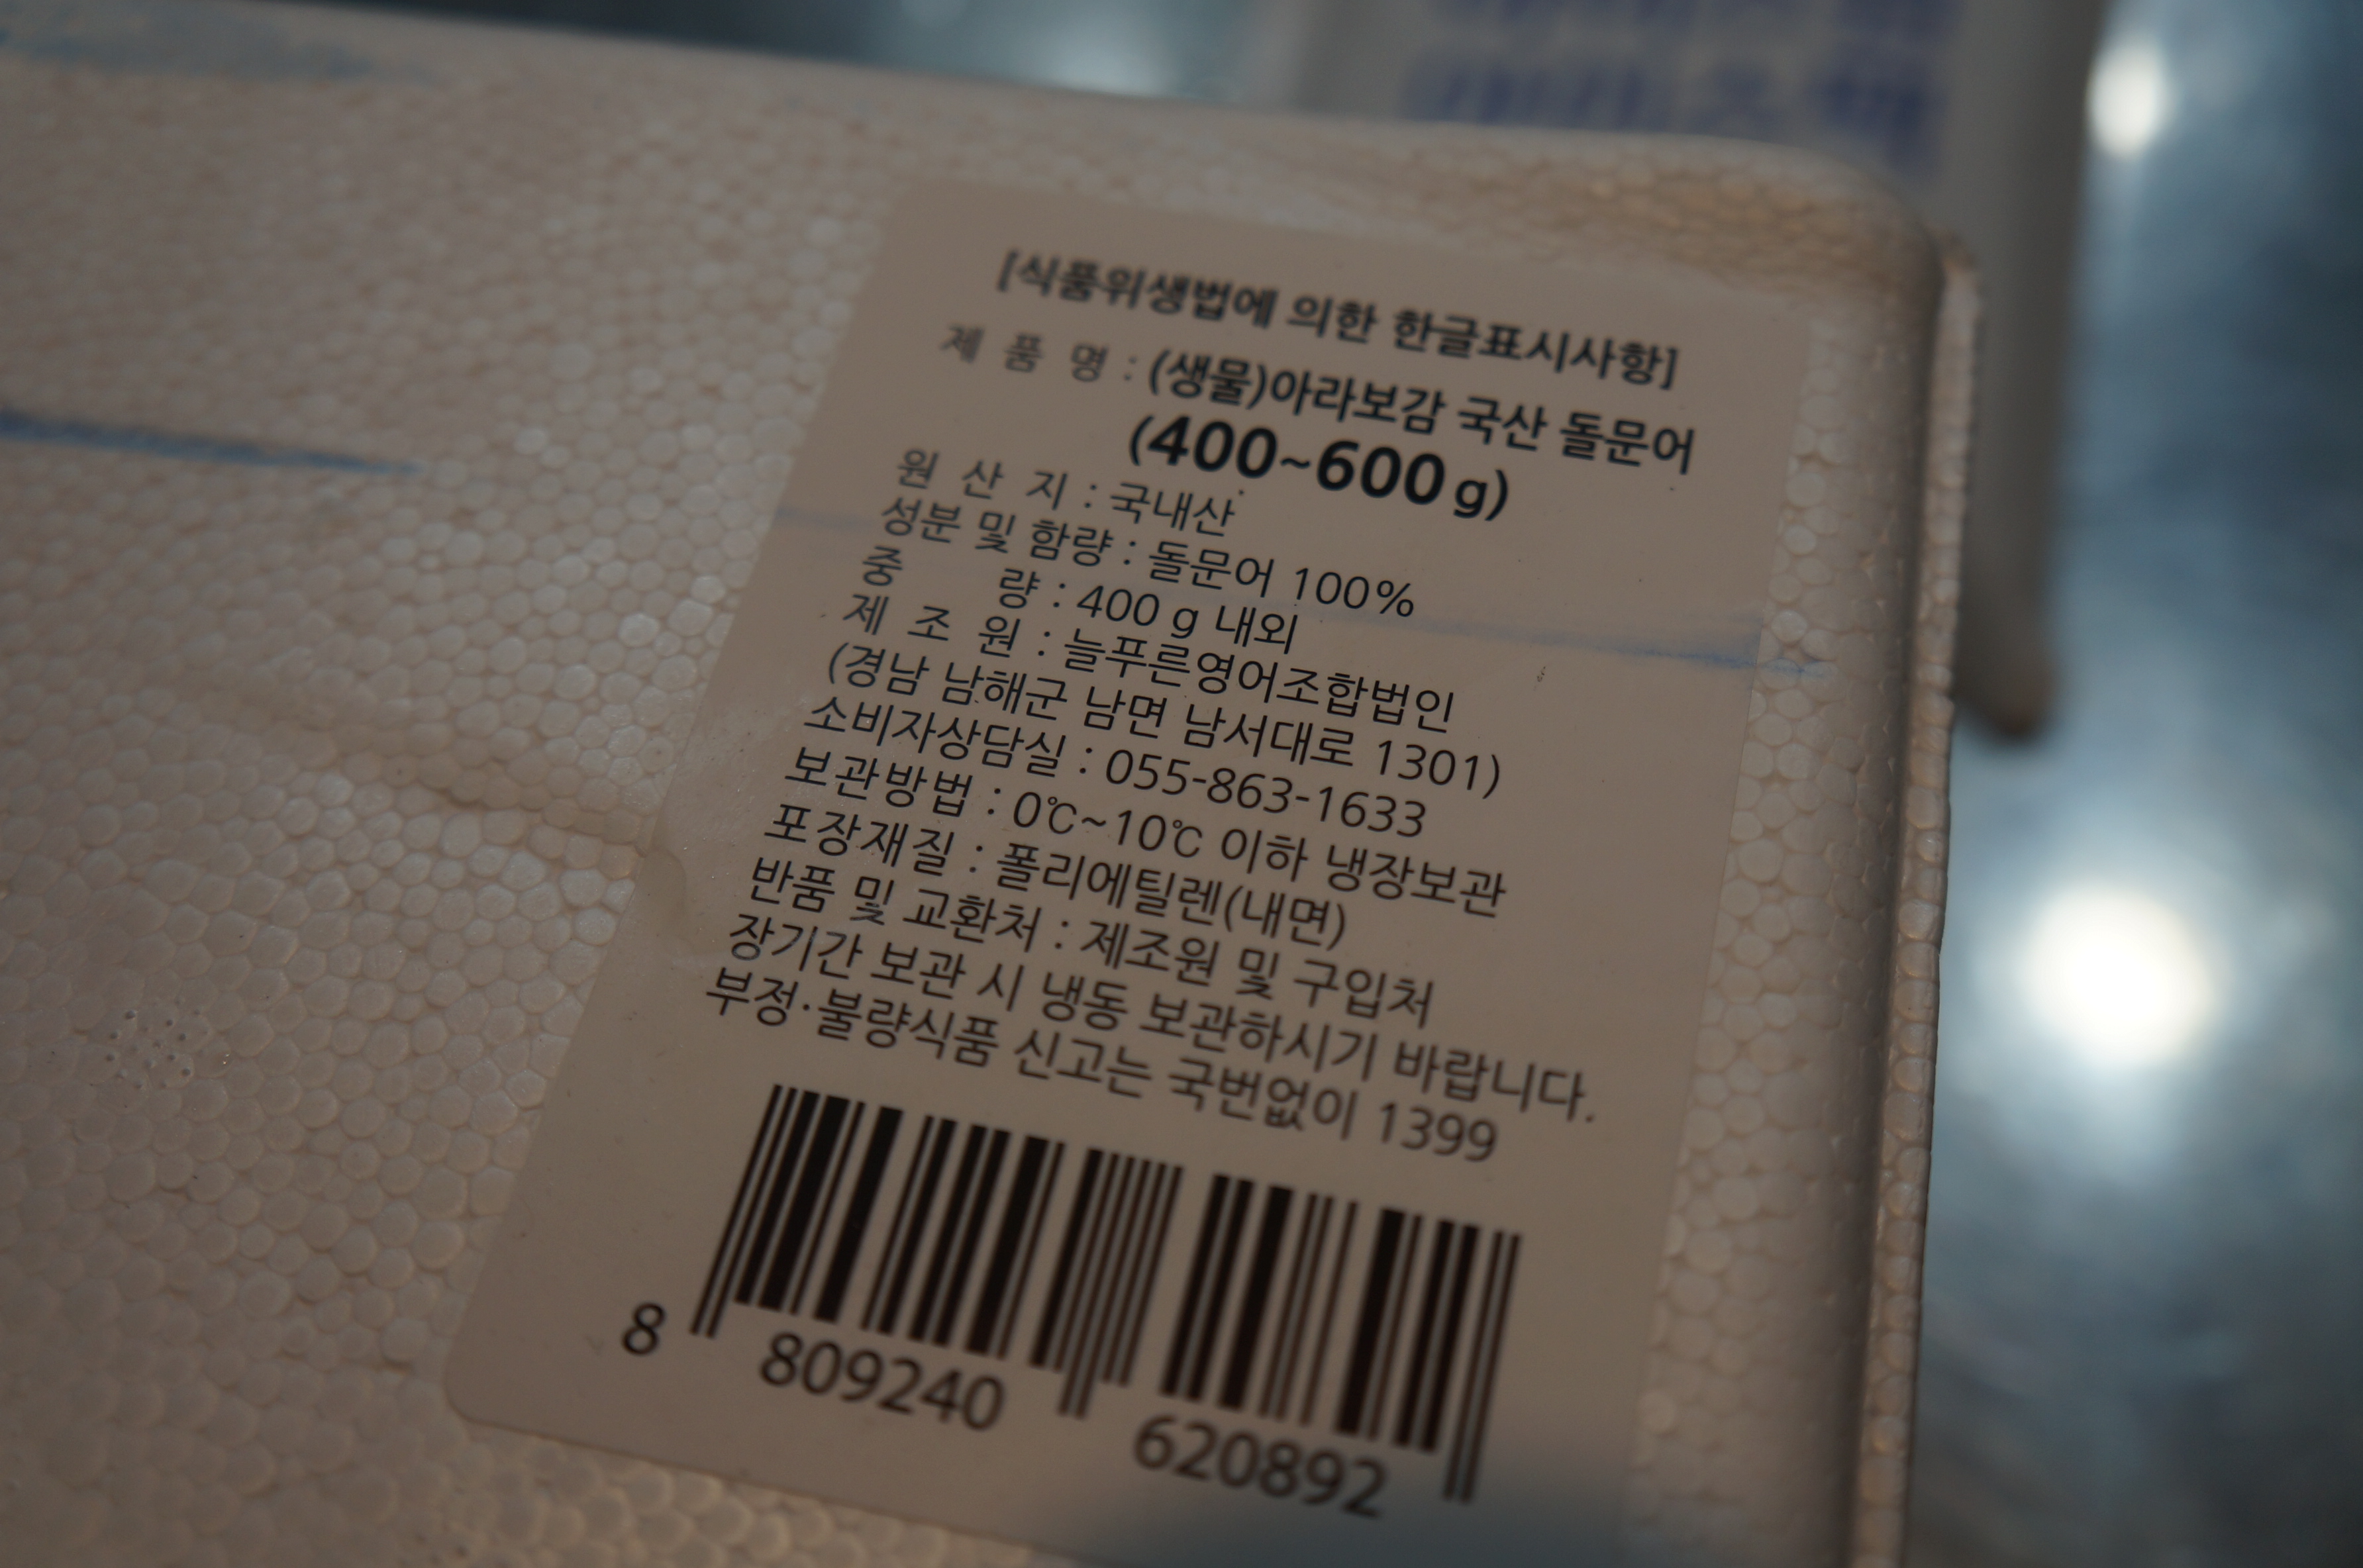 [식품위생법에 의한 한글표시사항]
제 품 명 : (생물)아라보감 국산 돌문어
(400~600g)
원 산 지 : 국내산
성분 및 함량 : 돌문어 100%
중 량 : 400 g 내외
제 조 원 : 늘푸른영어조합법인
(경남 남해군 남면 남서대로 1301)
소비자상담실 : 055-863-1633
보관방법 : 0℃~10℃ 이하 냉장보관
포장재질 : 폴리에틸렌(내면)
반품 및 교환처 : 제조원 및 구입처
장기간 보관 시 냉동 보관하시기 바랍니다.
부정·불량식품 신고는 국번없이 1399
8 809240 620892